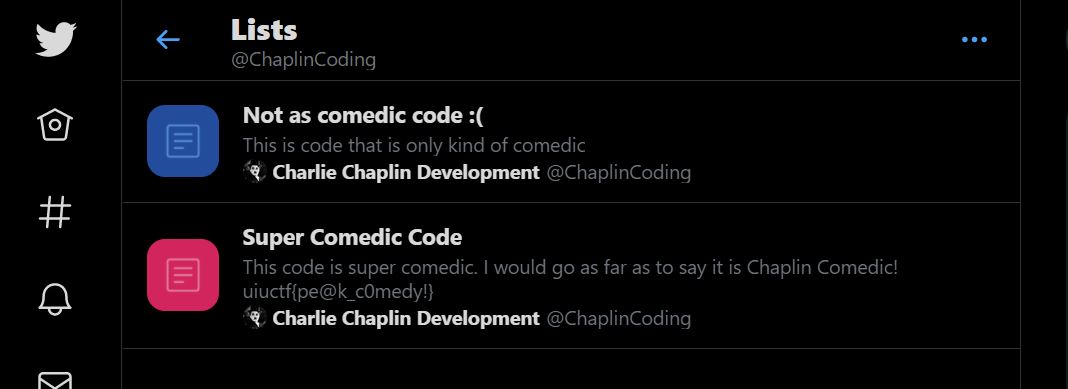 Lists
@ChaplinCoding
Not as comedic code :(
This is code that is only kind of comedic
Charlie Chaplin Development @ChaplinCoding
Super Comedic Code
This code is super comedic. I would go as far as to say it is Chaplin Comedic!
uiuctf{pe@k_c0medy!}
Charlie Chaplin Development @ChaplinCoding